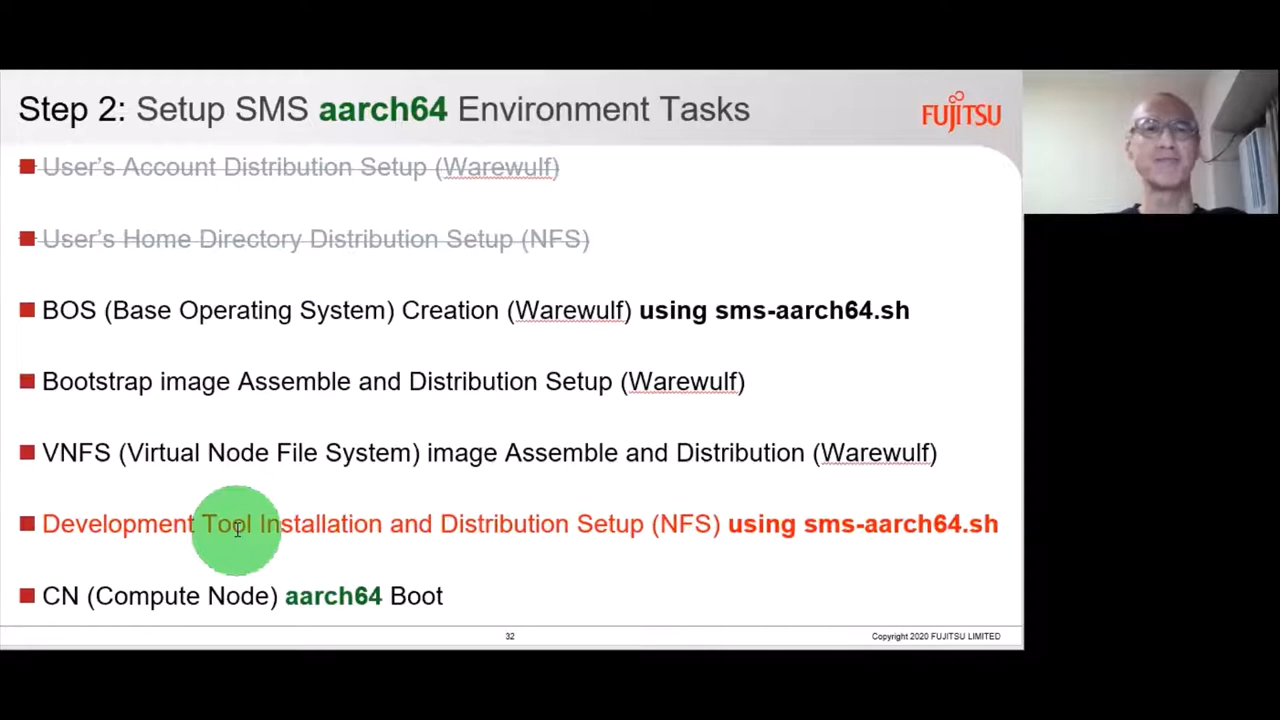 Step 2: Setup SMS aarch64 Environment Tasks
FUJITSU
User's Account Distribution Setup (Warewulf)
User's Home Directory Distribution Setup (NFS)
BOS (Base Operating System) Creation (Warewulf) using sms-aarch64.sh
Bootstrap image Assemble and Distribution Setup (Warewulf)
VNFS (Virtual Node File System) image Assemble and Distribution (Warewulf)
Development Tool Installation and Distribution Setup (NFS) using sms-aarch64.sh
CN (Compute Node) aarch64 Boot
32
Copyright 2020 FUJITSU LIMITED